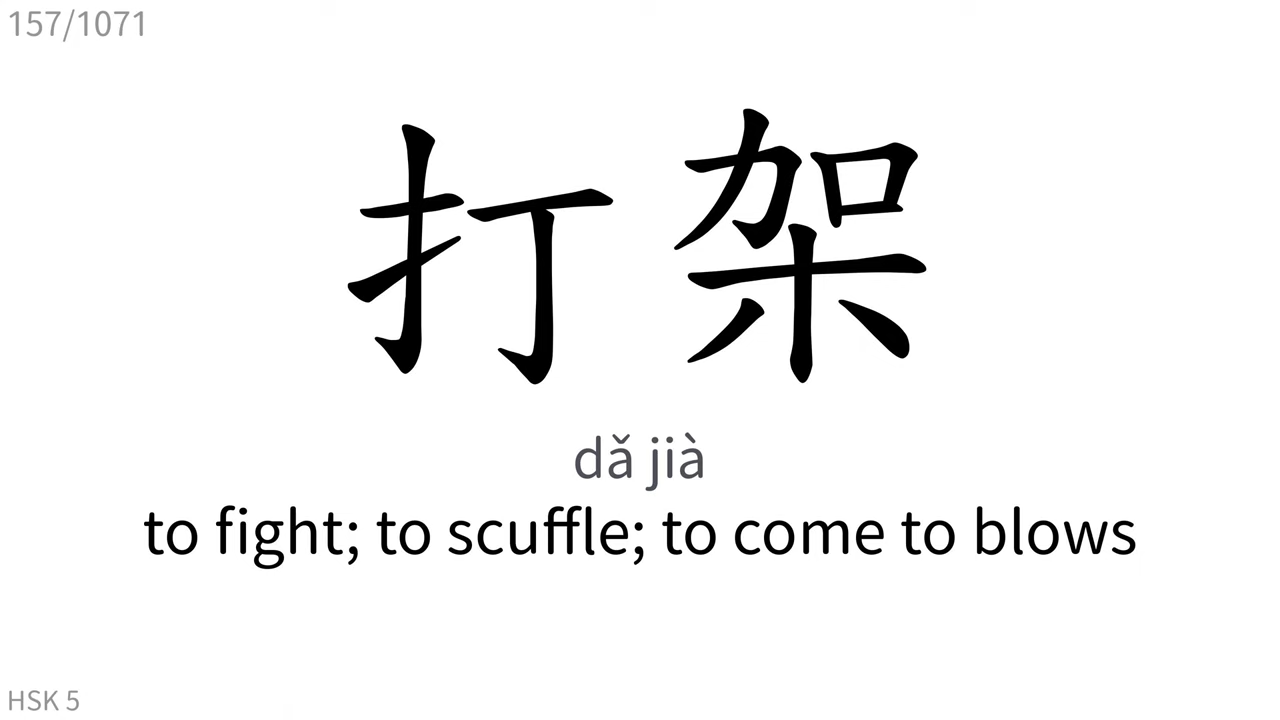 157/1071
打架
dǎ jià
to fight; to scuffle; to come to blows
HSK 5